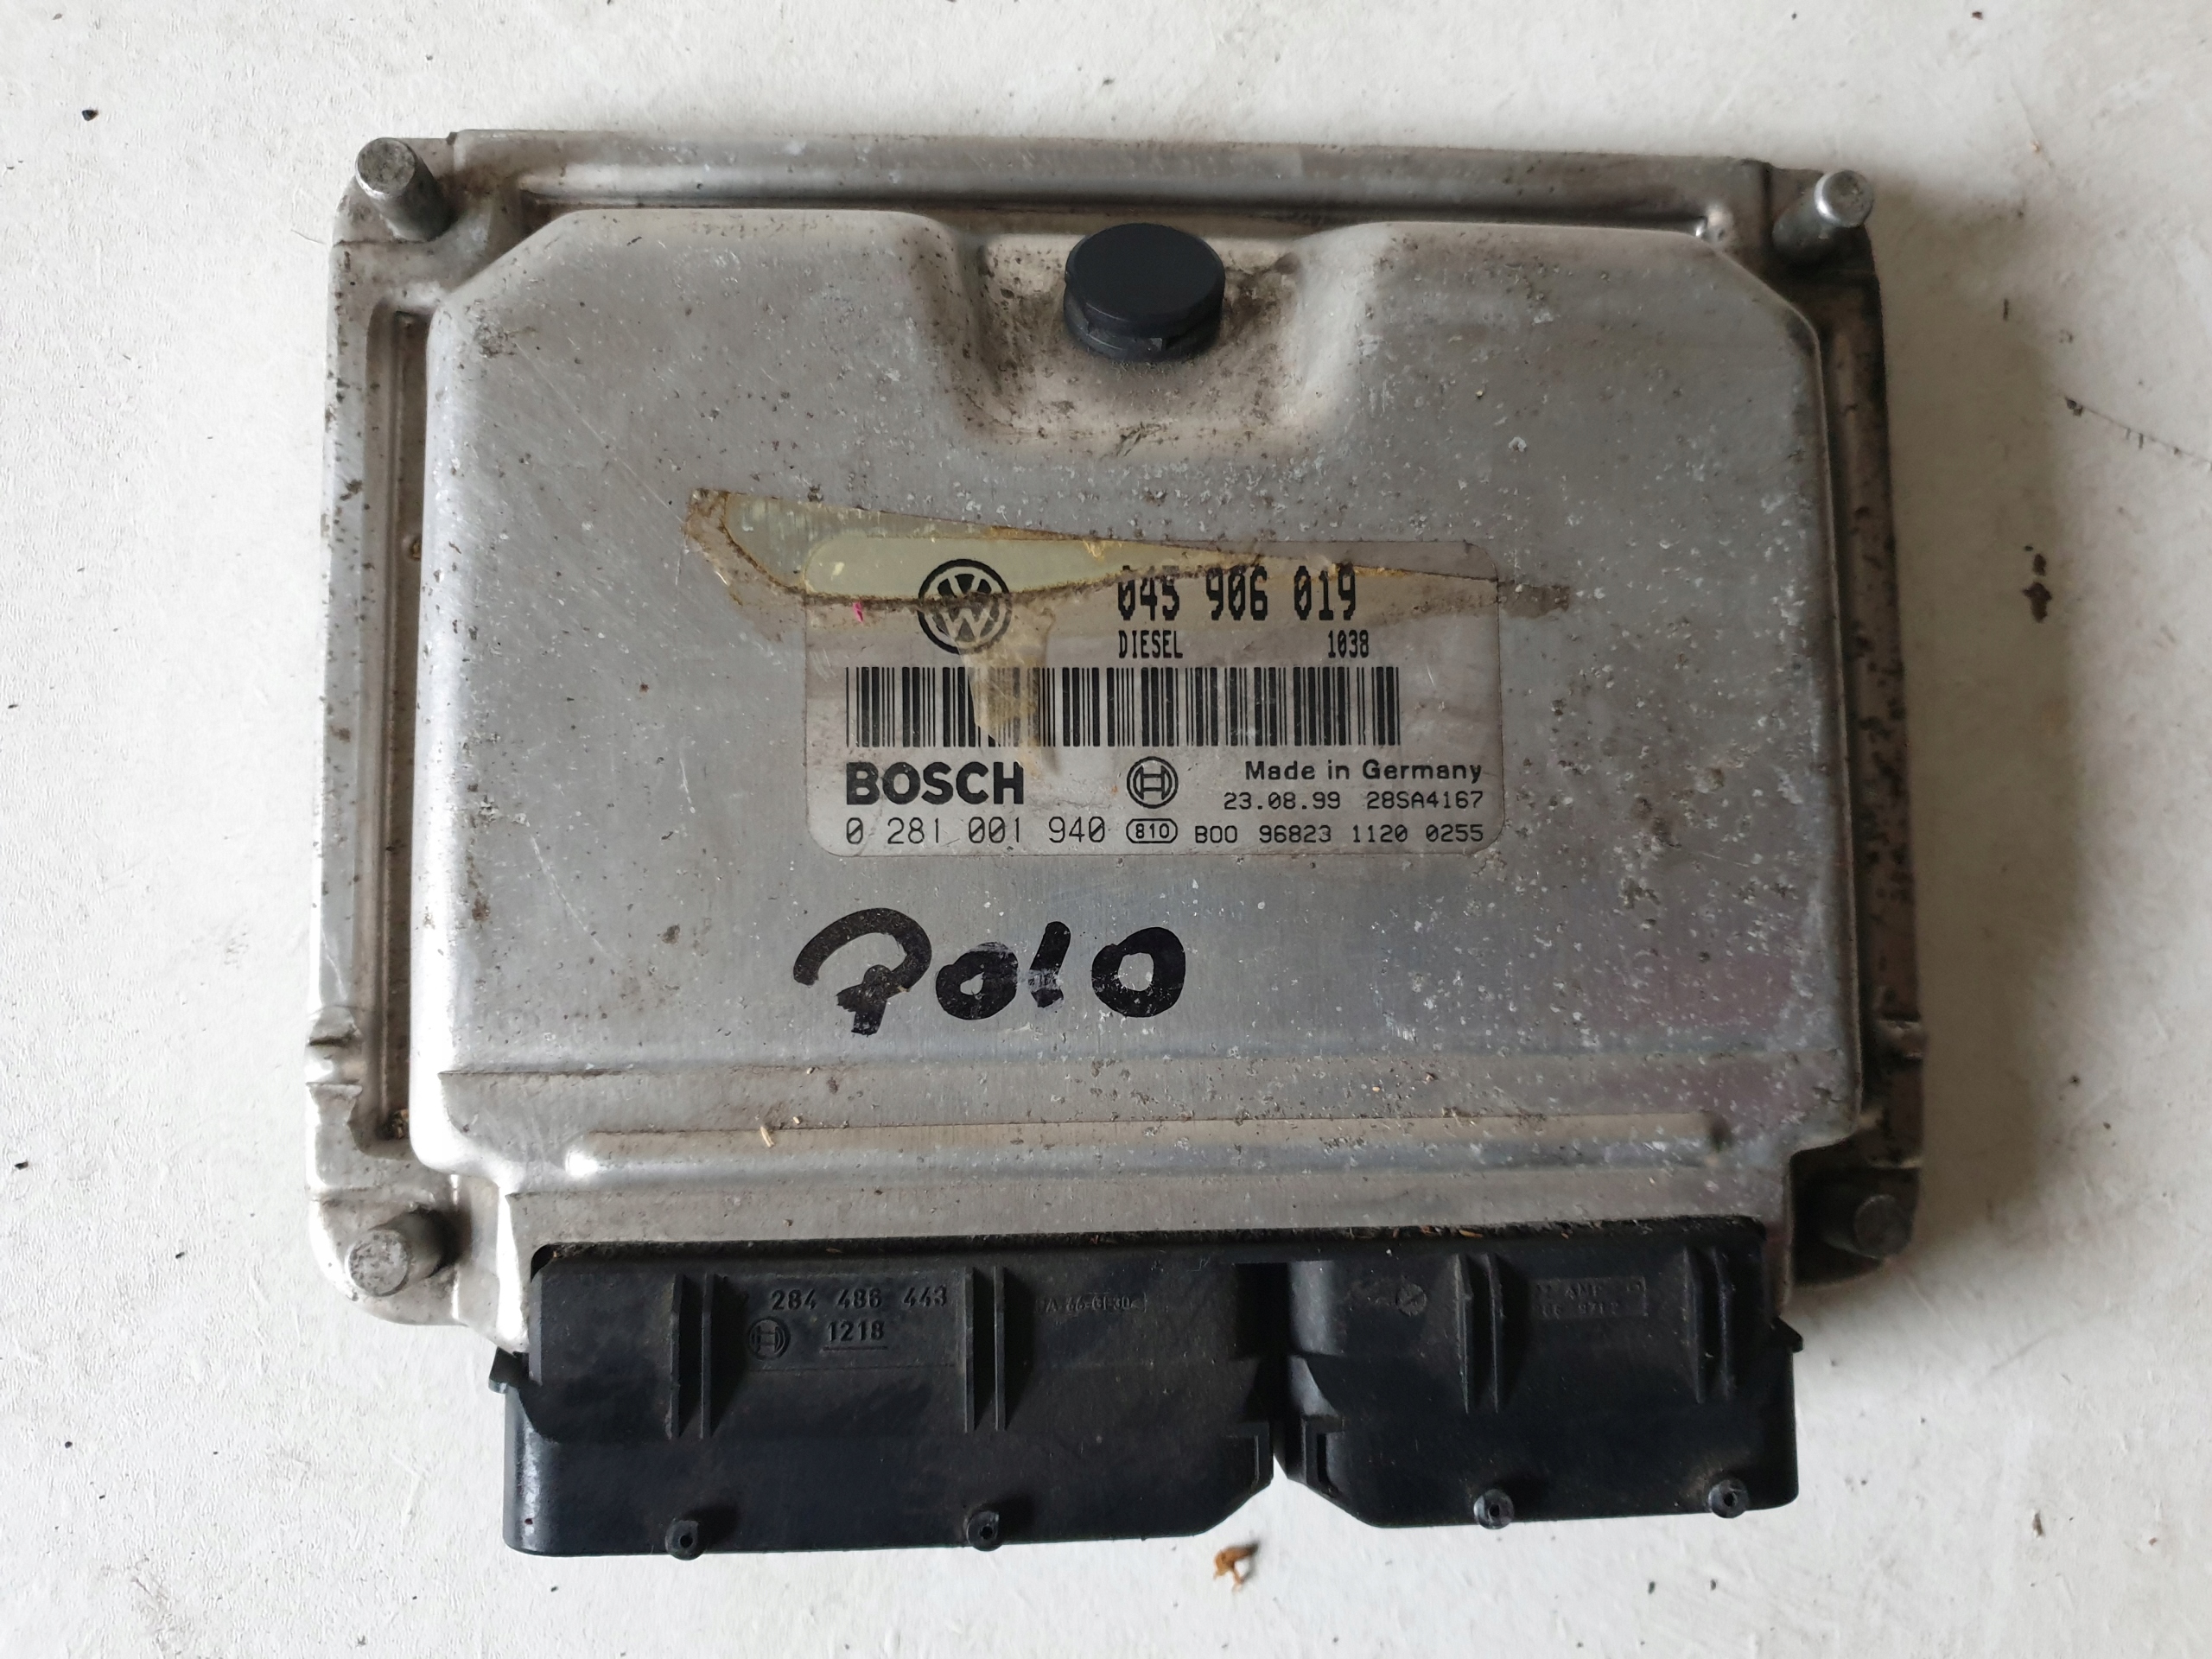 045 906 019
DIESEL 1038
BOSCH
Made in Germany
23.08.99 28SA4167
0 281 001 940 810 B00 96823 1120 0255
Polo
284 486 443
1218